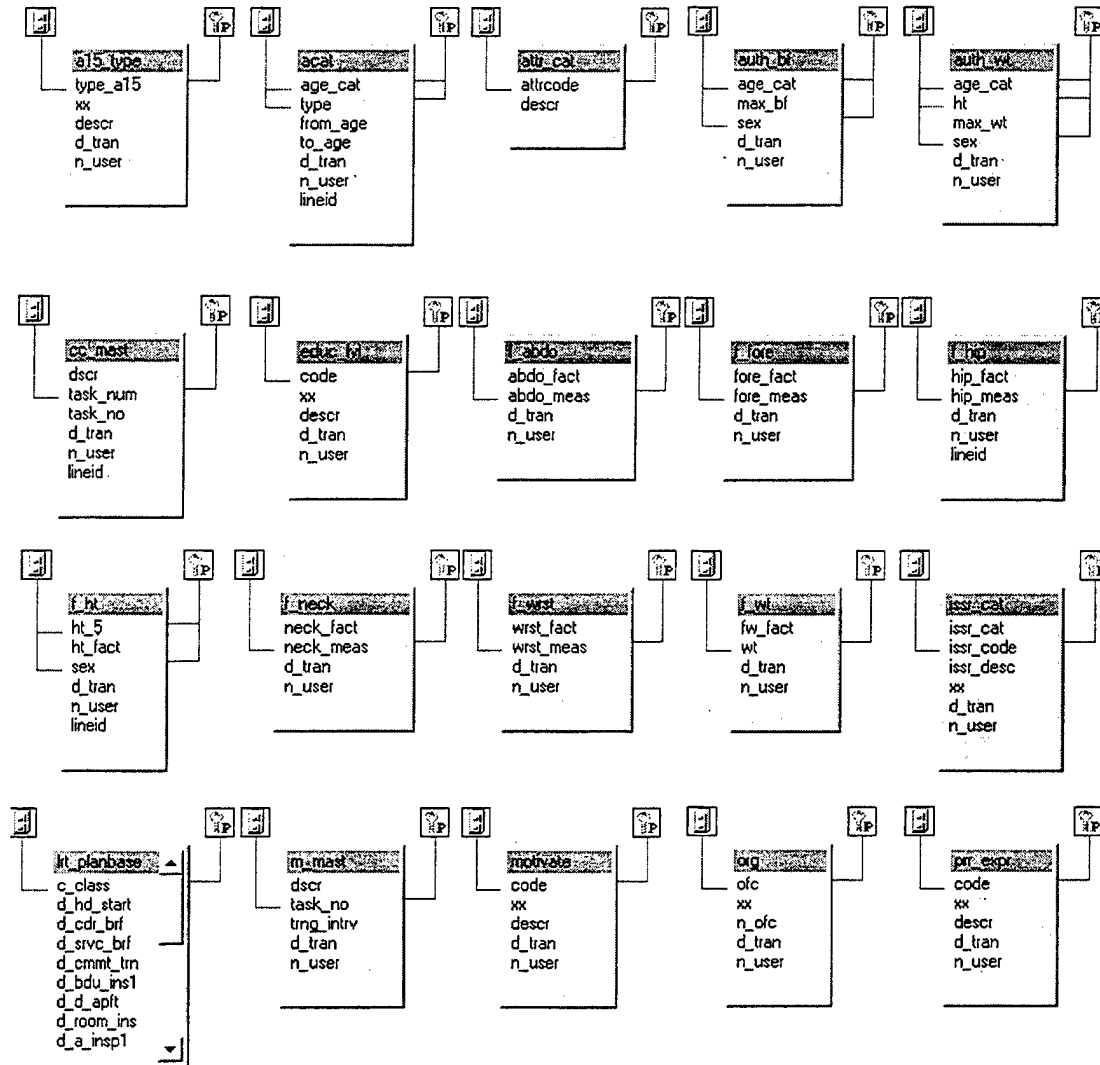 a15_type
type_a15
xx
descr
d_tran
n_user
acat
age_cat
type
from_age
to_age
d_tran
n_user
lineid
attr_cat
attrcode
descr
auth_bf
age_cat
max_bf
sex
d_tran
n_user
auth_wt
age_cat
ht
max_wt
sex
d_tran
n_user
cc_mast
dscr
task_num
task_no
d_tran
n_user
lineid
educ_lvl
code
xx
descr
d_tran
n_user
f_abdo
abdo_fact
abdo_meas
d_tran
n_user
f_fore
fore_fact
fore_meas
d_tran
n_user
f_hip
hip_fact
hip_meas
d_tran
n_user
lineid
f_ht
ht_5
ht_fact
sex
d_tran
n_user
lineid
f_neck
neck_fact
neck_meas
d_tran
n_user
f_wrst
wrst_fact
wrst_meas
d_tran
n_user
f_wt
fw_fact
wt
d_tran
n_user
issr_cat
issr_cat
issr_code
issr_desc
xx
d_tran
n_user
lrt_planbase
c_class
d_hd_start
d_cdr_brf
d_srvc_brf
d_cmmt_trn
d_bdu_ins1
d_d_apft
d_room_ins
d_a_insp1
m_mast
dscr
task_no
trng_intrv
d_tran
n_user
motivate
code
xx
descr
d_tran
n_user
org
ofc
xx
n_ofc
d_tran
n_user
prr_expr
code
xx
descr
d_tran
n_user